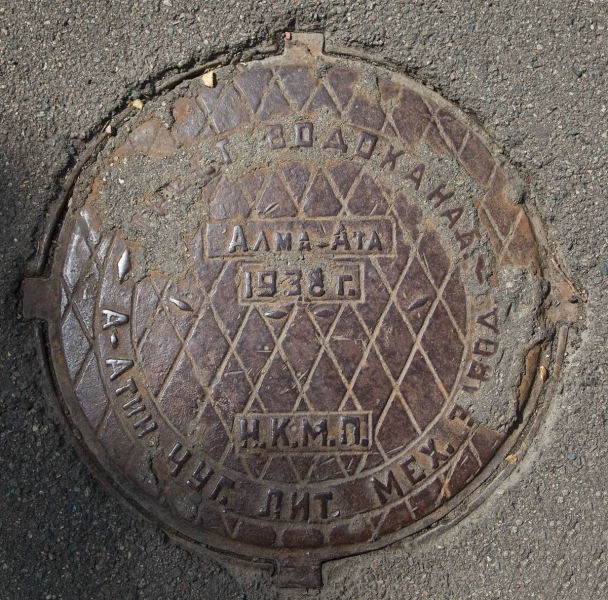 ВОДОКАНАЛ
АЛМА-АТА
1938 Г.
Н.К.М.П.
А-АТИН ЧУГ. ЛИТ. МЕХ. ЗАВОД